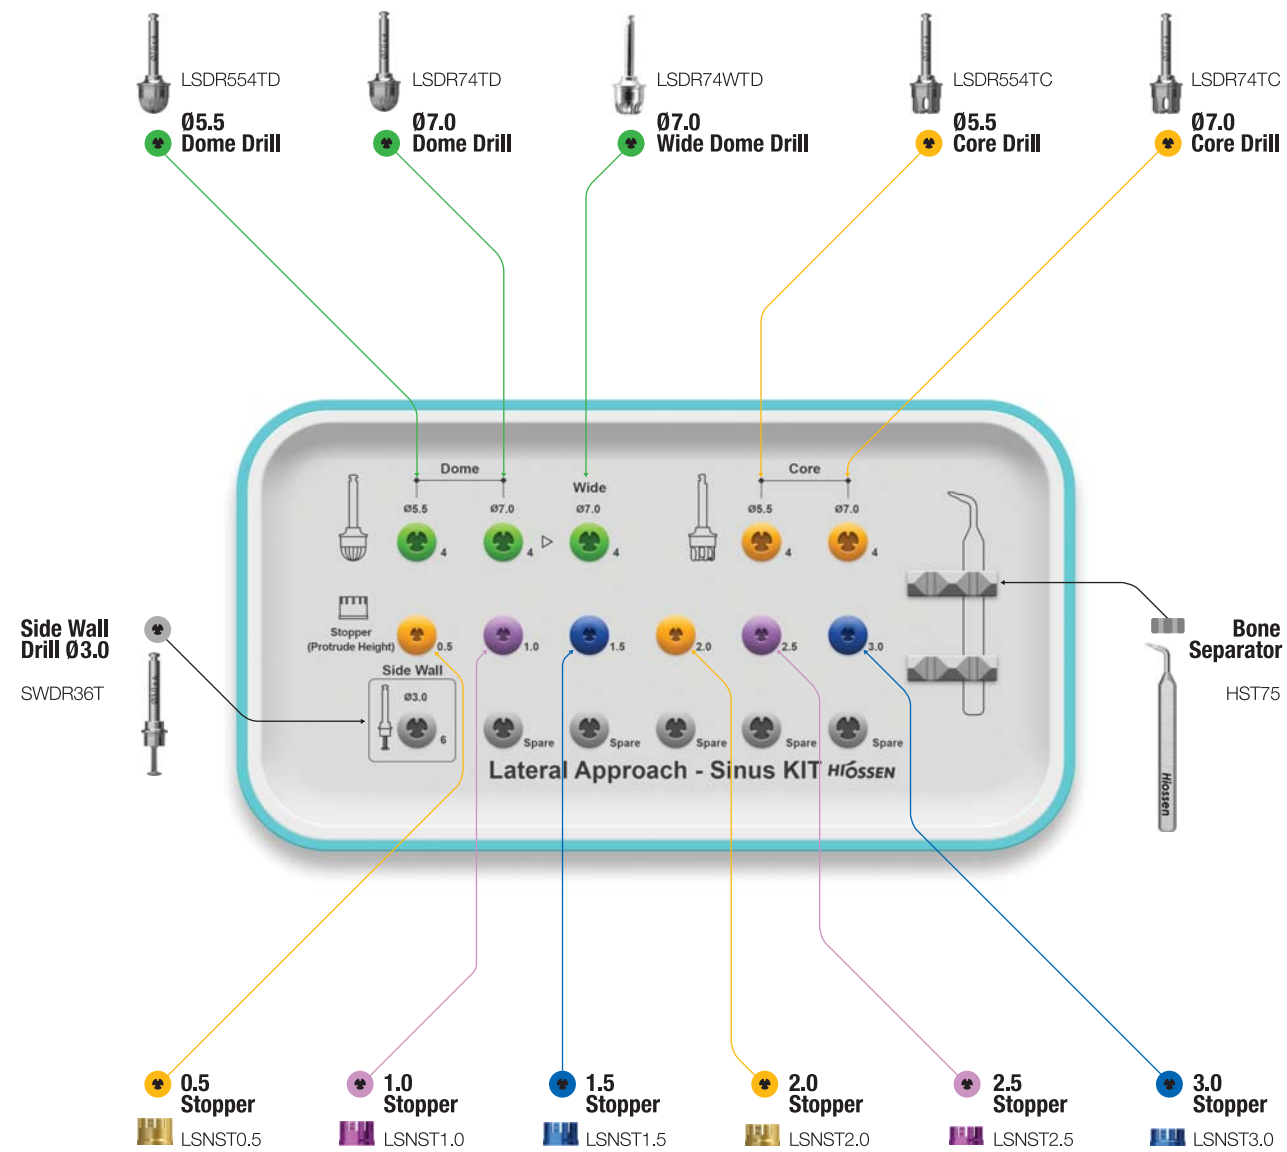 LSDR554TD
Ø5.5
Dome Drill
LSDR74TD
Ø7.0
Dome Drill
LSDR74WTD
Ø7.0
Wide Dome Drill
LSDR554TC
Ø5.5
Core Drill
LSDR74TC
Ø7.0
Core Drill
Dome
Wide
Core
Ø5.5
Ø7.0
Ø7.0
Ø5.5
Ø7.0
4
4
4
4
4
Stopper
(Protrude Height)
0.5
1.0
1.5
2.0
2.5
3.0
Side Wall
Ø3.0
6
Spare
Spare
Spare
Spare
Spare
Lateral Approach - Sinus KIT HIOSSEN
Side Wall
Drill Ø3.0
SWDR36T
Bone
Separator
HST75
Hiossen
0.5
Stopper
LSNST0.5
1.0
Stopper
LSNST1.0
1.5
Stopper
LSNST1.5
2.0
Stopper
LSNST2.0
2.5
Stopper
LSNST2.5
3.0
Stopper
LSNST3.0